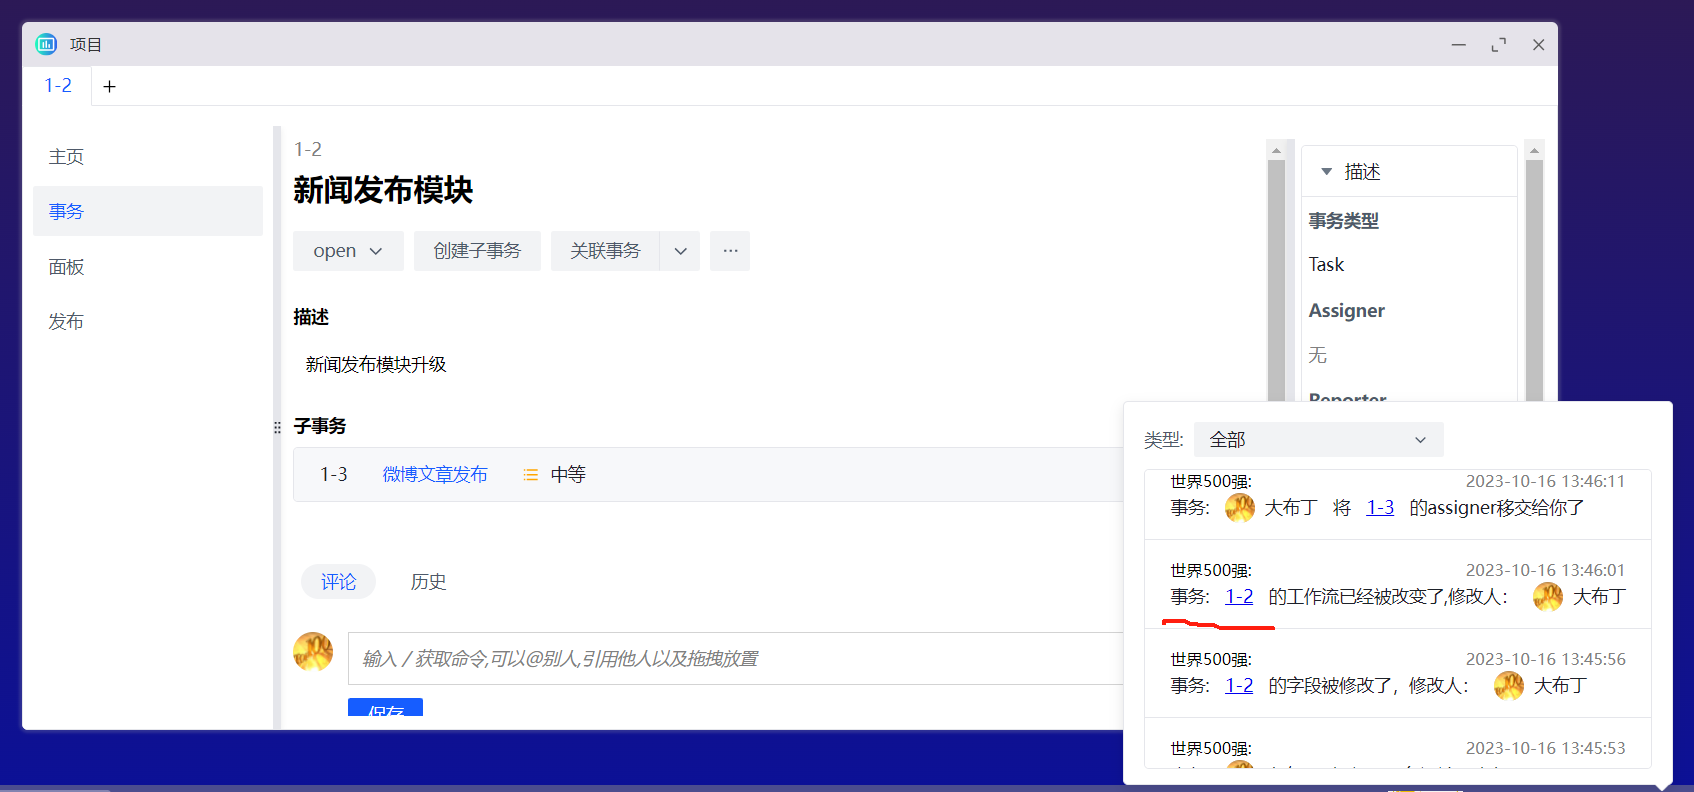 项目
1-2 +
主页
事务
面板
发布
1-2
新闻发布模块
open 创建子事务 关联事务 ...
描述
新闻发布模块升级
子事务
1-3 微博文章发布 中等
评论 历史
输入 / 获取命令,可以@别人,引用他人以及拖拽放置
保存
描述
事务类型
Task
Assigner
无
Reporter
类型: 全部
世界500强: 2023-10-16 13:46:11
事务: 大布丁 将 1-3 的assigner移交给你了
世界500强: 2023-10-16 13:46:01
事务: 1-2 的工作流已经被改变了,修改人: 大布丁
世界500强: 2023-10-16 13:45:56
事务: 1-2 的字段被修改了，修改人: 大布丁
世界500强: 2023-10-16 13:45:53